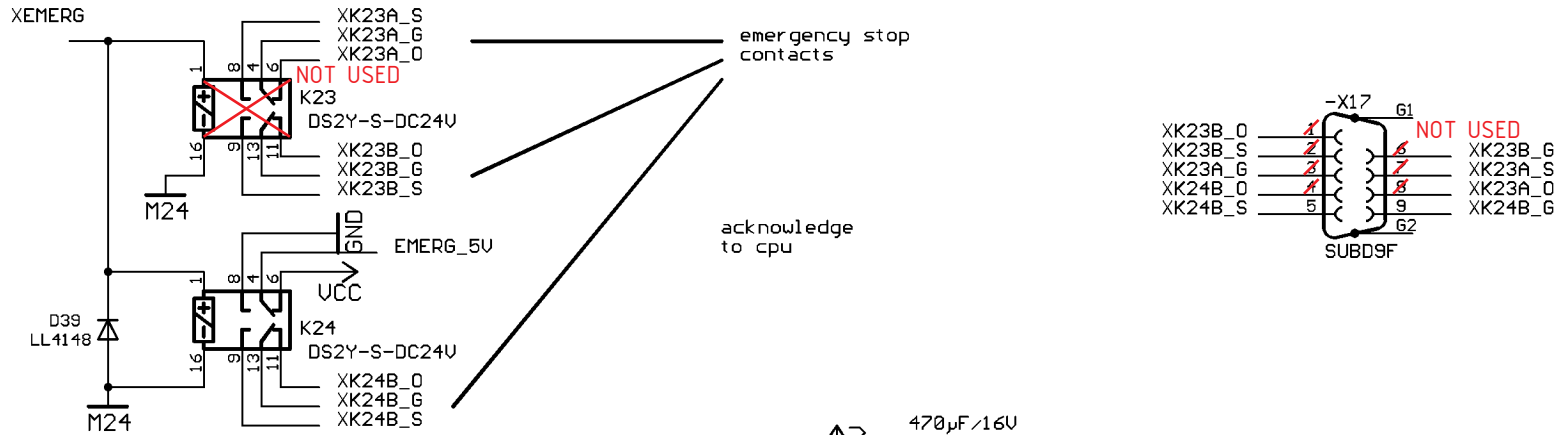 XEMERG
XK23A_S
XK23A_G
XK23A_O
1
8
4
6
NOT USED
K23
DS2Y-S-DC24V
16
9
13
11
XK23B_O
XK23B_G
XK23B_S
M24
emergency stop
contacts
acknowledge
to cpu
GND
EMERG_5V
VCC
1
8
4
6
D39
LL4148
K24
DS2Y-S-DC24V
16
9
13
11
XK24B_O
XK24B_G
XK24B_S
M24
470µF/16V
-X17
G1
NOT USED
XK23B_O 1
XK23B_S 2 6 XK23B_G
XK23A_G 3 7 XK23A_S
XK24B_O 4 8 XK23A_O
XK24B_S 5 9 XK24B_G
G2
SUBD9F